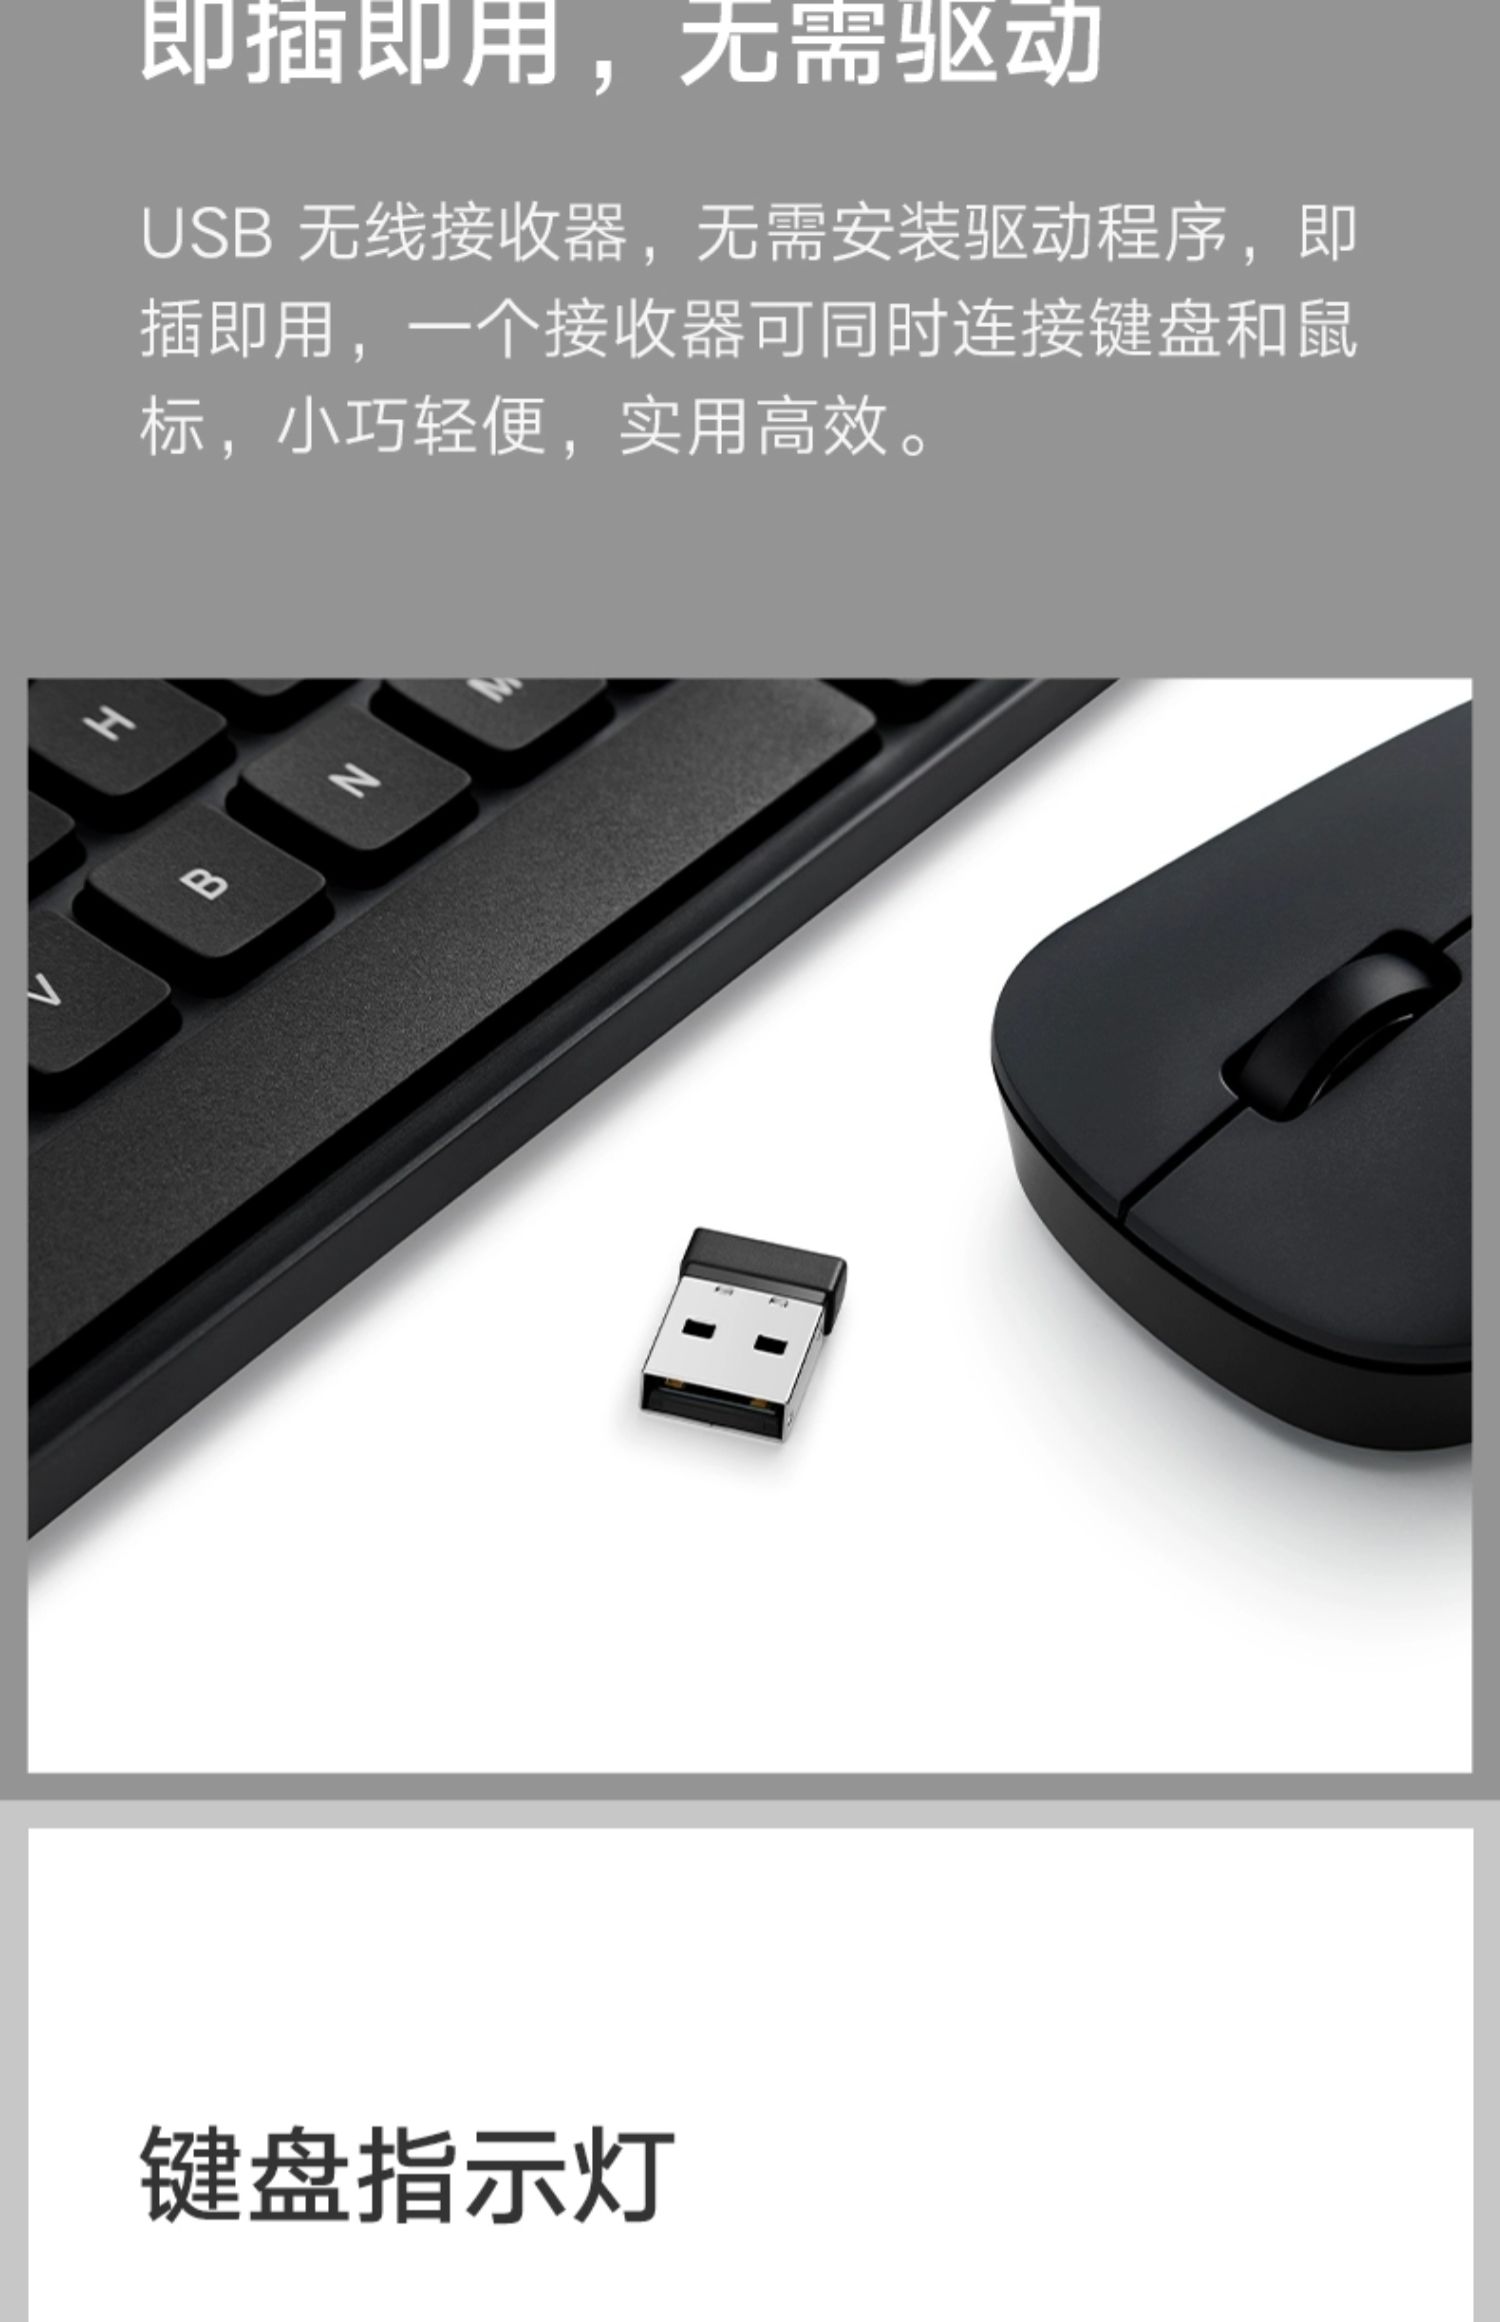 即插即用，无需驱动
USB 无线接收器，无需安装驱动程序，即
插即用，一个接收器可同时连接键盘和鼠
标，小巧轻便，实用高效。
M
H
N
B
V
键盘指示灯